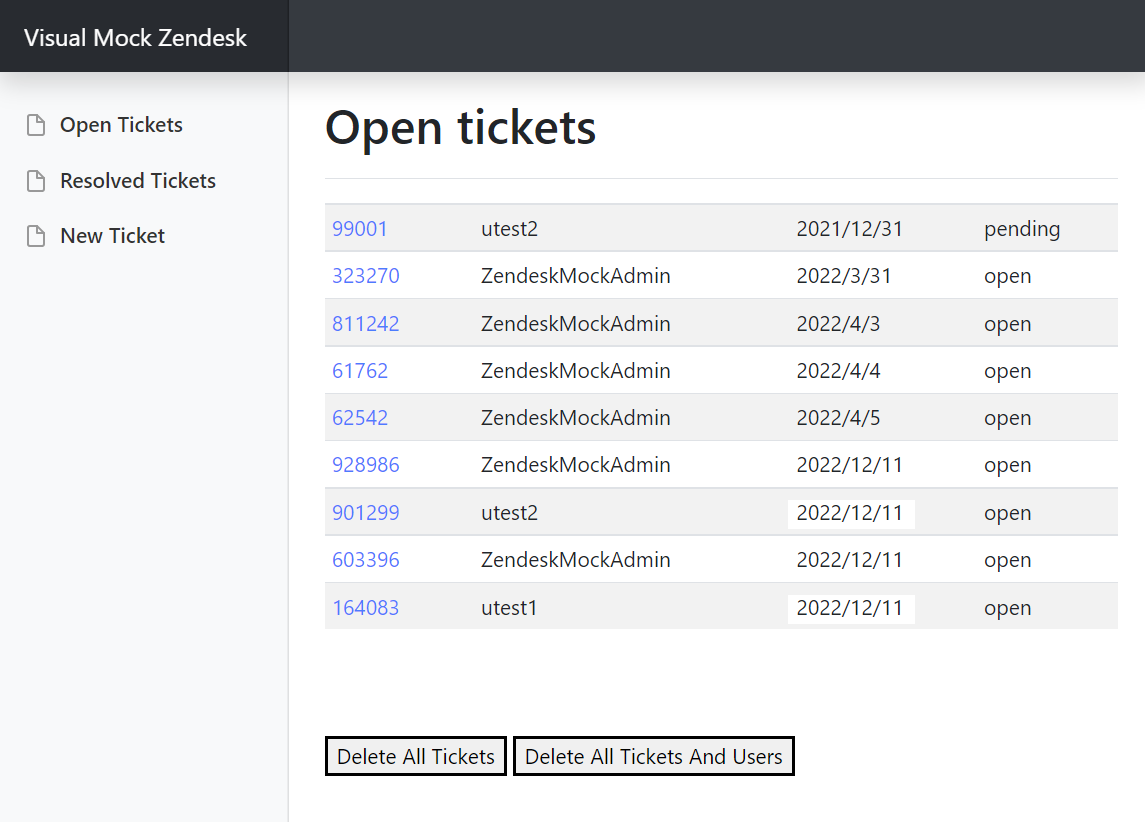 Visual Mock Zendesk
Open Tickets
Resolved Tickets
New Ticket
Open tickets
99001 utest2 2021/12/31 pending
323270 ZendeskMockAdmin 2022/3/31 open
811242 ZendeskMockAdmin 2022/4/3 open
61762 ZendeskMockAdmin 2022/4/4 open
62542 ZendeskMockAdmin 2022/4/5 open
928986 ZendeskMockAdmin 2022/12/11 open
901299 utest2 2022/12/11 open
603396 ZendeskMockAdmin 2022/12/11 open
164083 utest1 2022/12/11 open
Delete All Tickets Delete All Tickets And Users